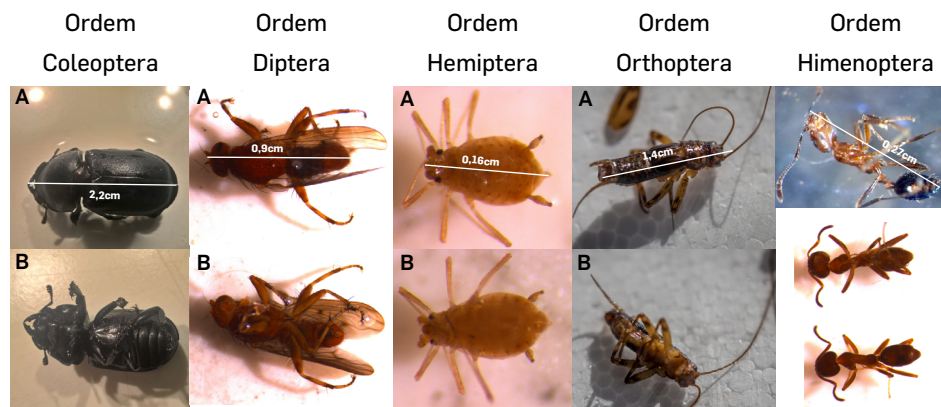 Ordem
Coleoptera
Ordem
Diptera
Ordem
Hemiptera
Ordem
Orthoptera
Ordem
Himenoptera
A
2,2cm
A
0,9cm
A
0,16cm
A
1,4cm
0,27cm
B
B
B
B